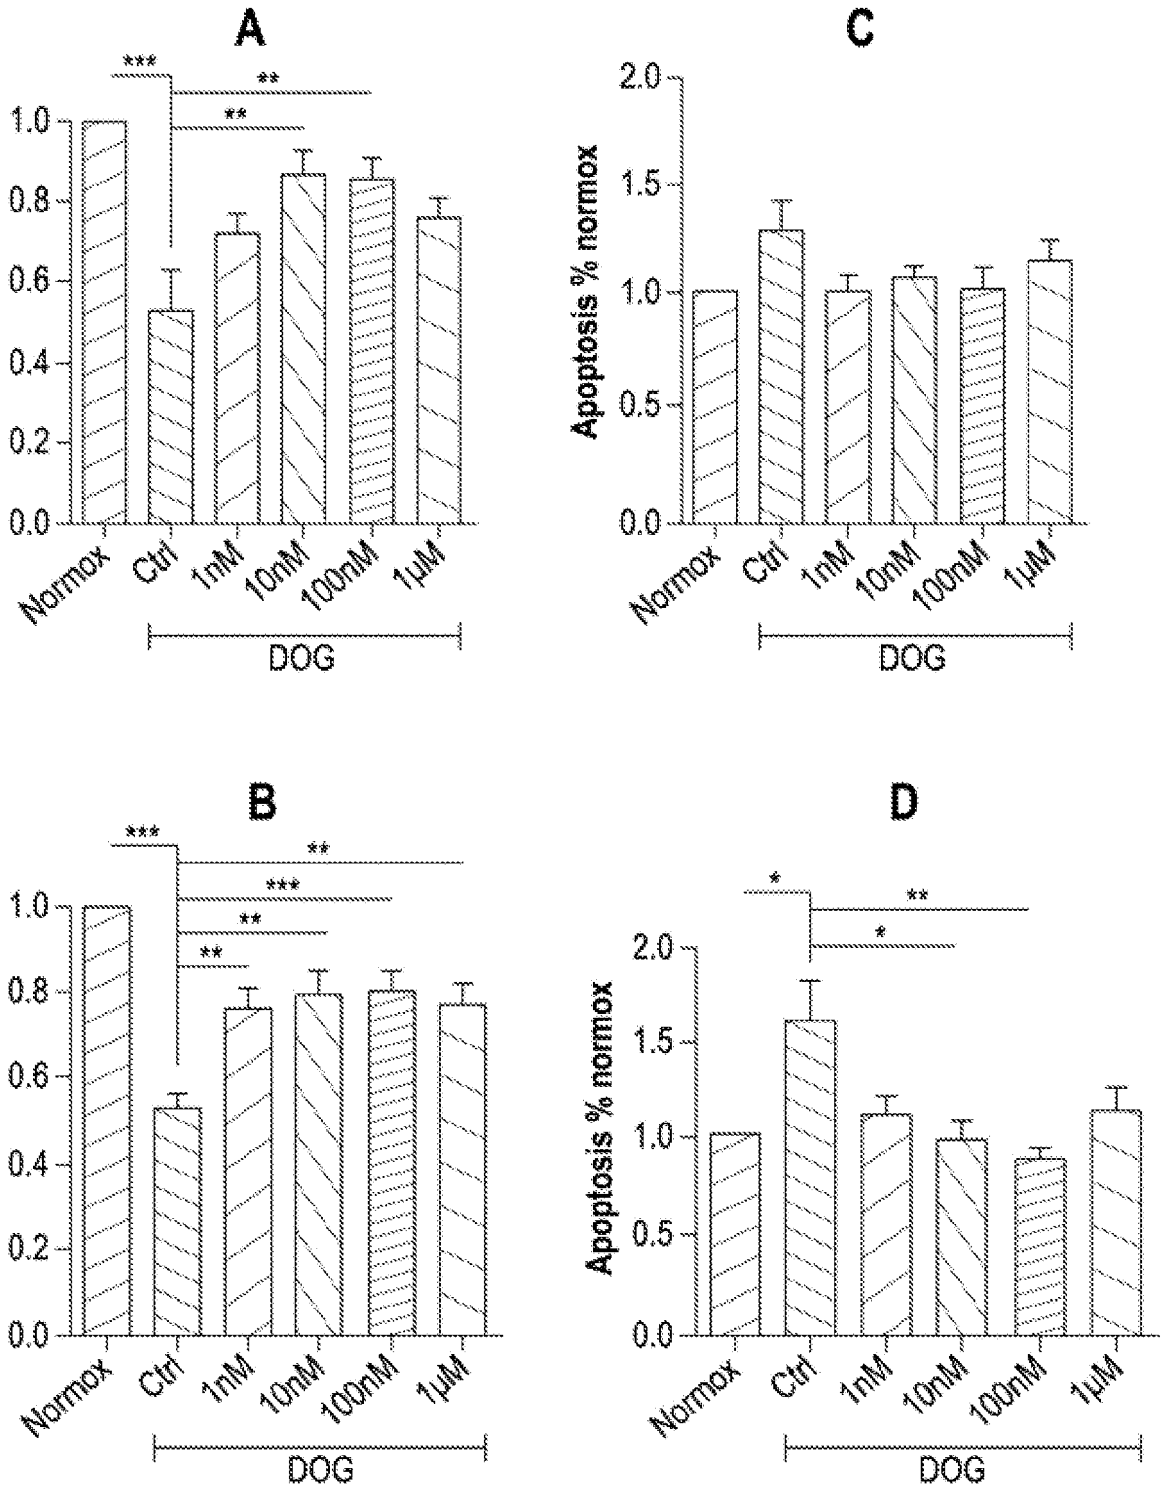 A
***
**
**
1.0
0.8
0.6
0.4
0.2
0.0
Normox
Ctrl
1nM
10nM
100nM
1µM
DOG
C
Apoptosis % normox
2.0
1.5
1.0
0.5
0.0
Normox
Ctrl
1nM
10nM
100nM
1µM
DOG
B
***
**
***
**
**
1.0
0.8
0.6
0.4
0.2
0.0
Normox
Ctrl
1nM
10nM
100nM
1µM
DOG
D
*
**
*
Apoptosis % normox
2.0
1.5
1.0
0.5
0.0
Normox
Ctrl
1nM
10nM
100nM
1µM
DOG